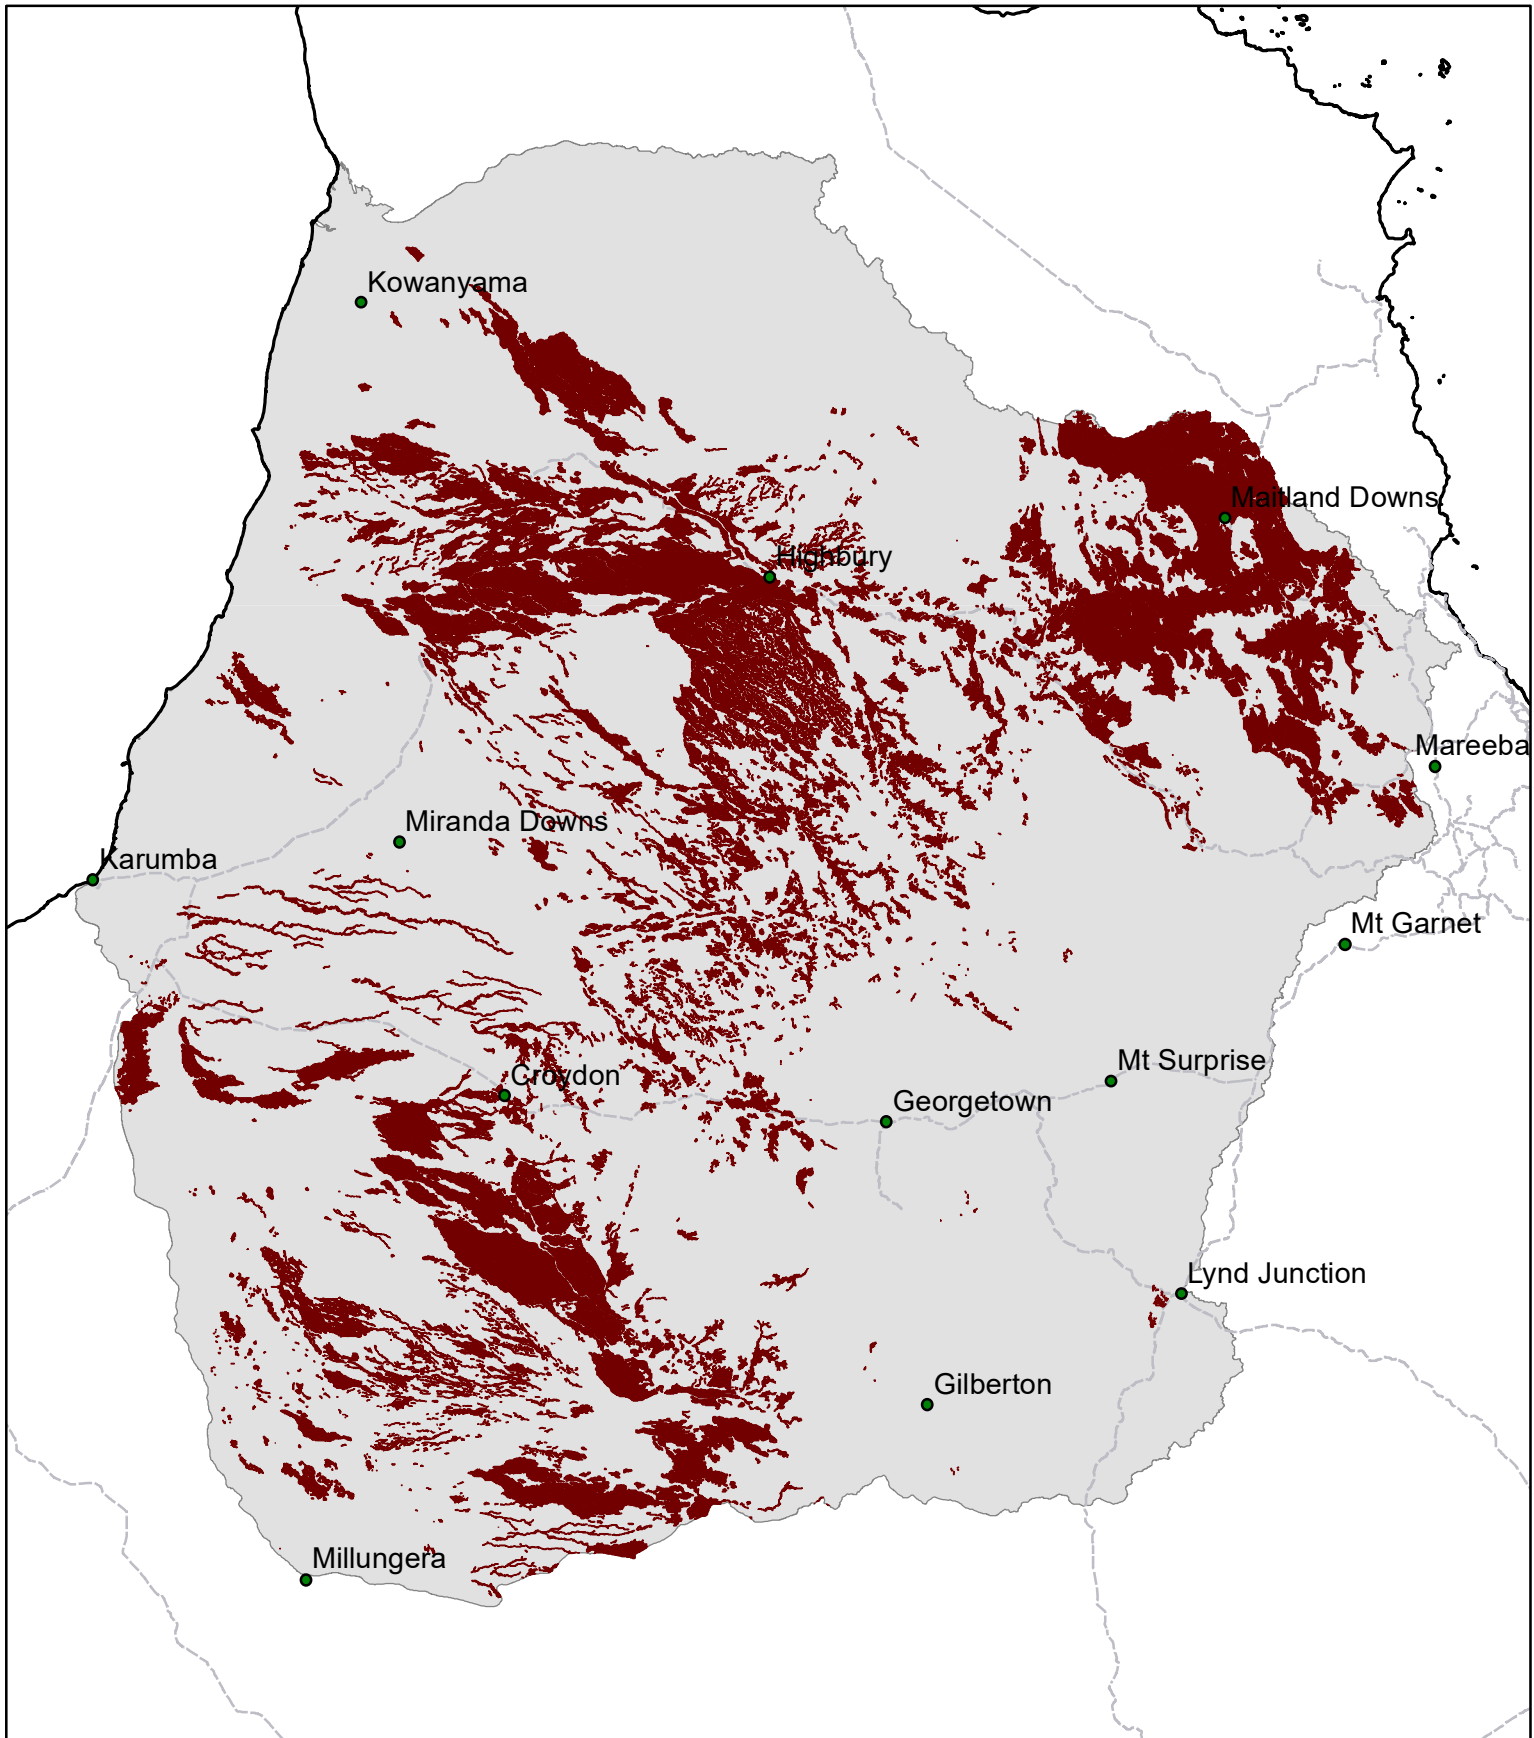 Kowanyama
Maitland Downs
Highbury
Mareeba
Miranda Downs
Karumba
Mt Garnet
Mt Surprise
Croydon
Georgetown
Lynd Junction
Gilberton
Millungera